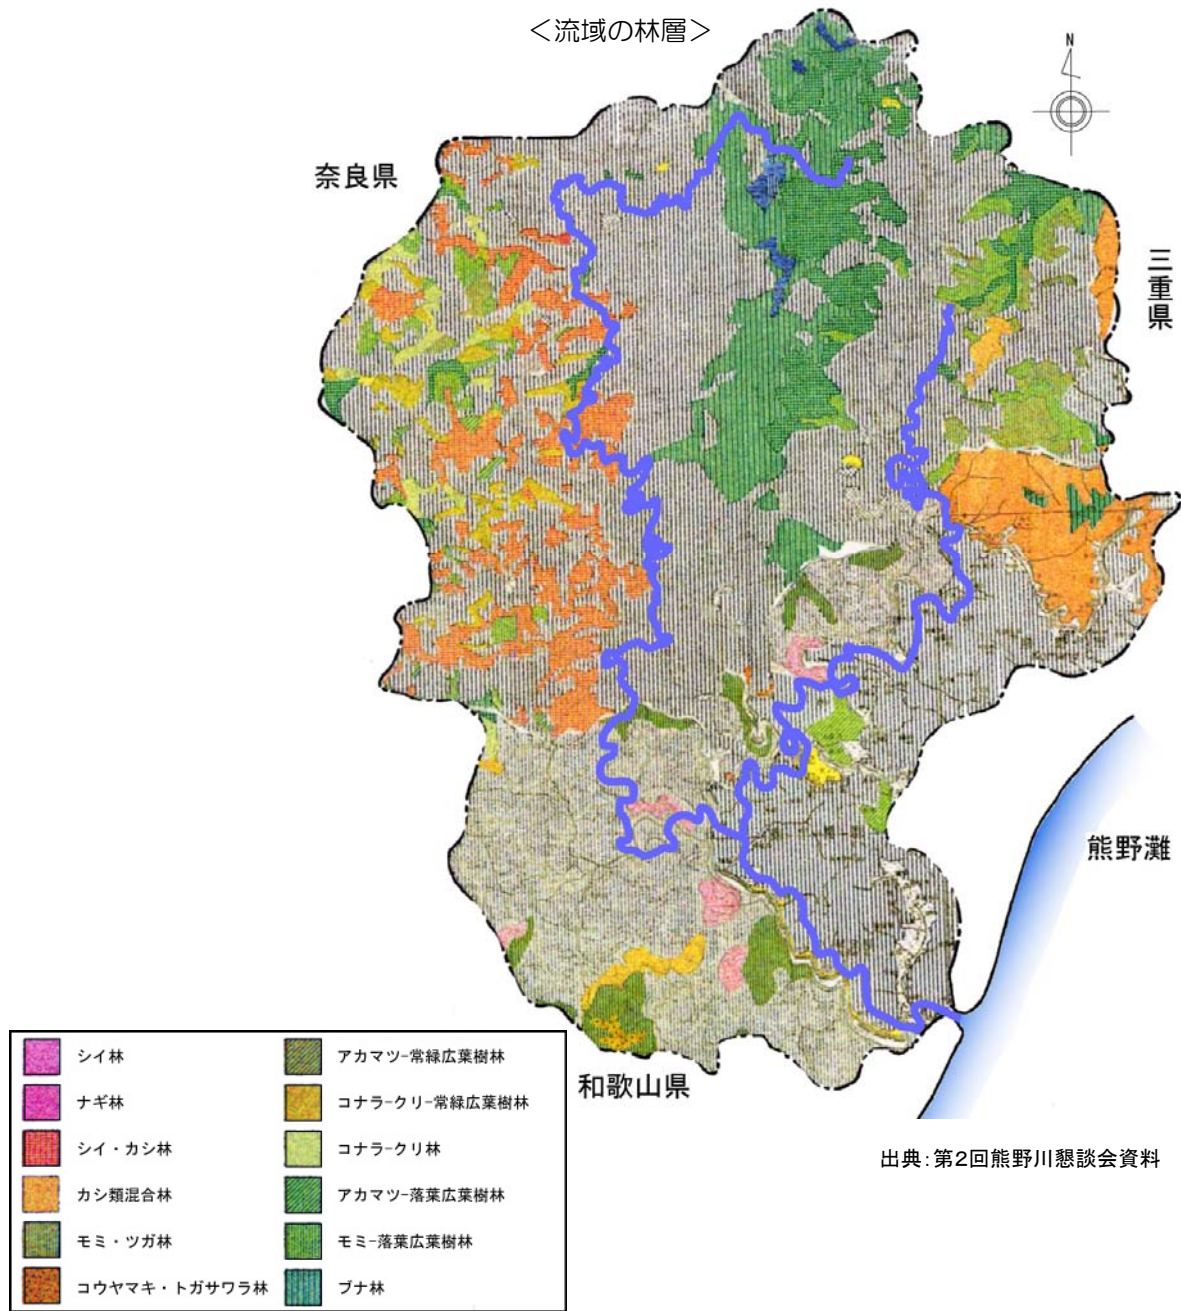 ＜流域の林層＞
N
奈良県
三重県
熊野灘
和歌山県
シイ林
ナギ林
シイ・カシ林
カシ類混合林
モミ・ツガ林
コウヤマキ・トガサワラ林
アカマツ-常緑広葉樹林
コナラ-クリ-常緑広葉樹林
コナラ-クリ林
アカマツ-落葉広葉樹林
モミ-落葉広葉樹林
ブナ林
出典：第2回熊野川懇談会資料